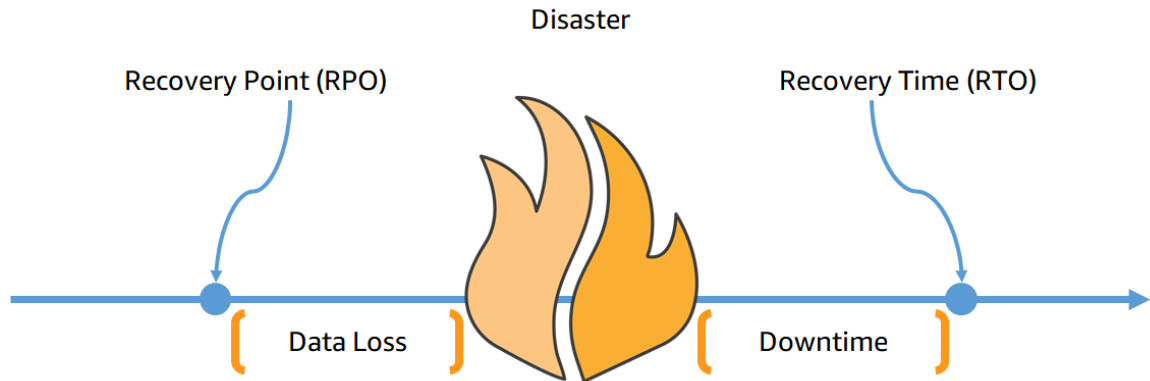 Disaster
Recovery Point (RPO)
Recovery Time (RTO)
Data Loss
Downtime